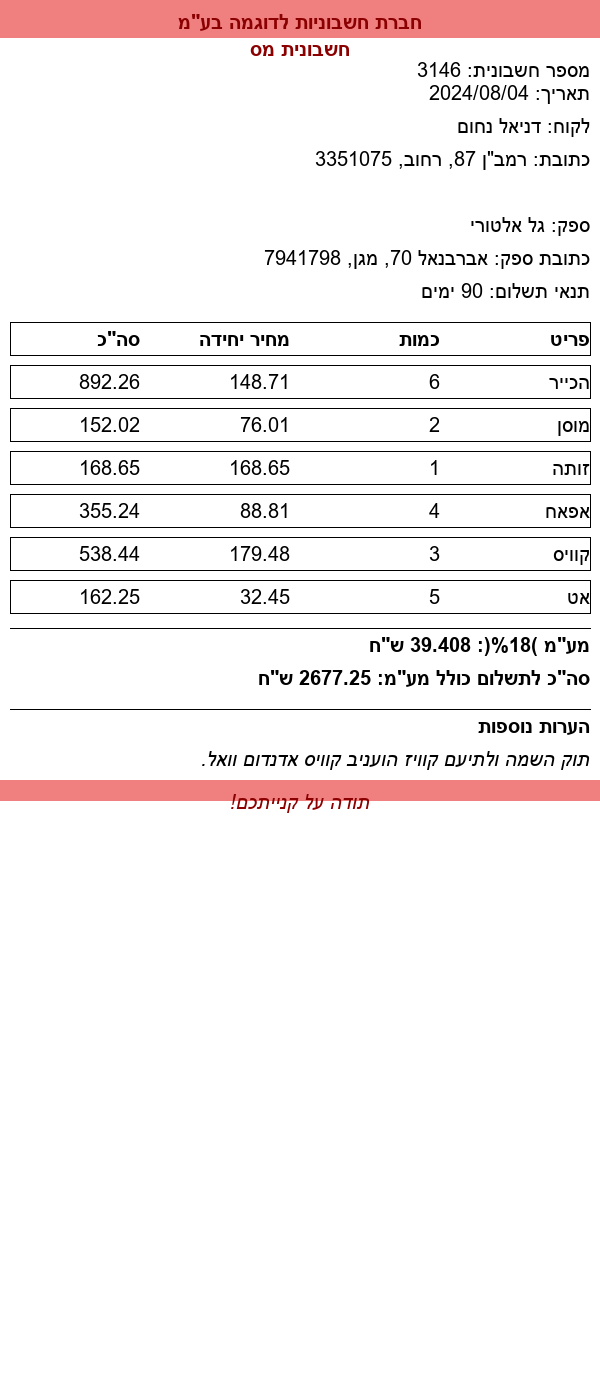 חברת חשבוניות לדוגמה בע"מ
חשבונית מס
מספר חשבונית: 3146
תאריך: 2024/08/04
לקוח: דניאל נחום
כתובת: רמב"ן 87, רחוב, 3351075
ספק: גל אלטורי
כתובת ספק: אברבנאל 70, מגן, 7941798
תנאי תשלום: 90 ימים
פריט כמות מחיר יחידה סה"כ
הכייר 6 148.71 892.26
מוסן 2 76.01 152.02
זותה 1 168.65 168.65
אפאח 4 88.81 355.24
קוויס 3 179.48 538.44
אט 5 32.45 162.25
מע"מ )18%(: 39.408 ש"ח
סה"כ לתשלום כולל מע"מ: 2677.25 ש"ח
הערות נוספות
תוק השמה ולתיעם קוויז הועניב קוויס אדנדום וואל.
תודה על קנייתכם!